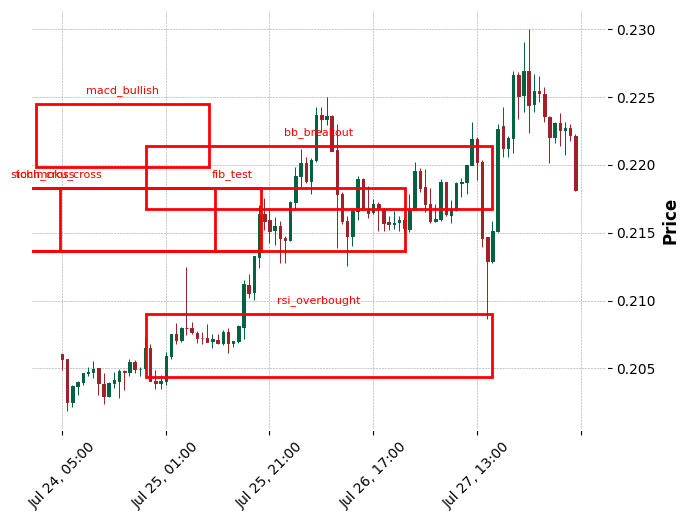 0.230
macd_bullish
0.225
bb_breakout
0.220
fib_test
0.215
Price
rsi_overbought
0.210
0.205
Jul 24, 05:00
Jul 25, 01:00
Jul 25, 21:00
Jul 26, 17:00
Jul 27, 13:00